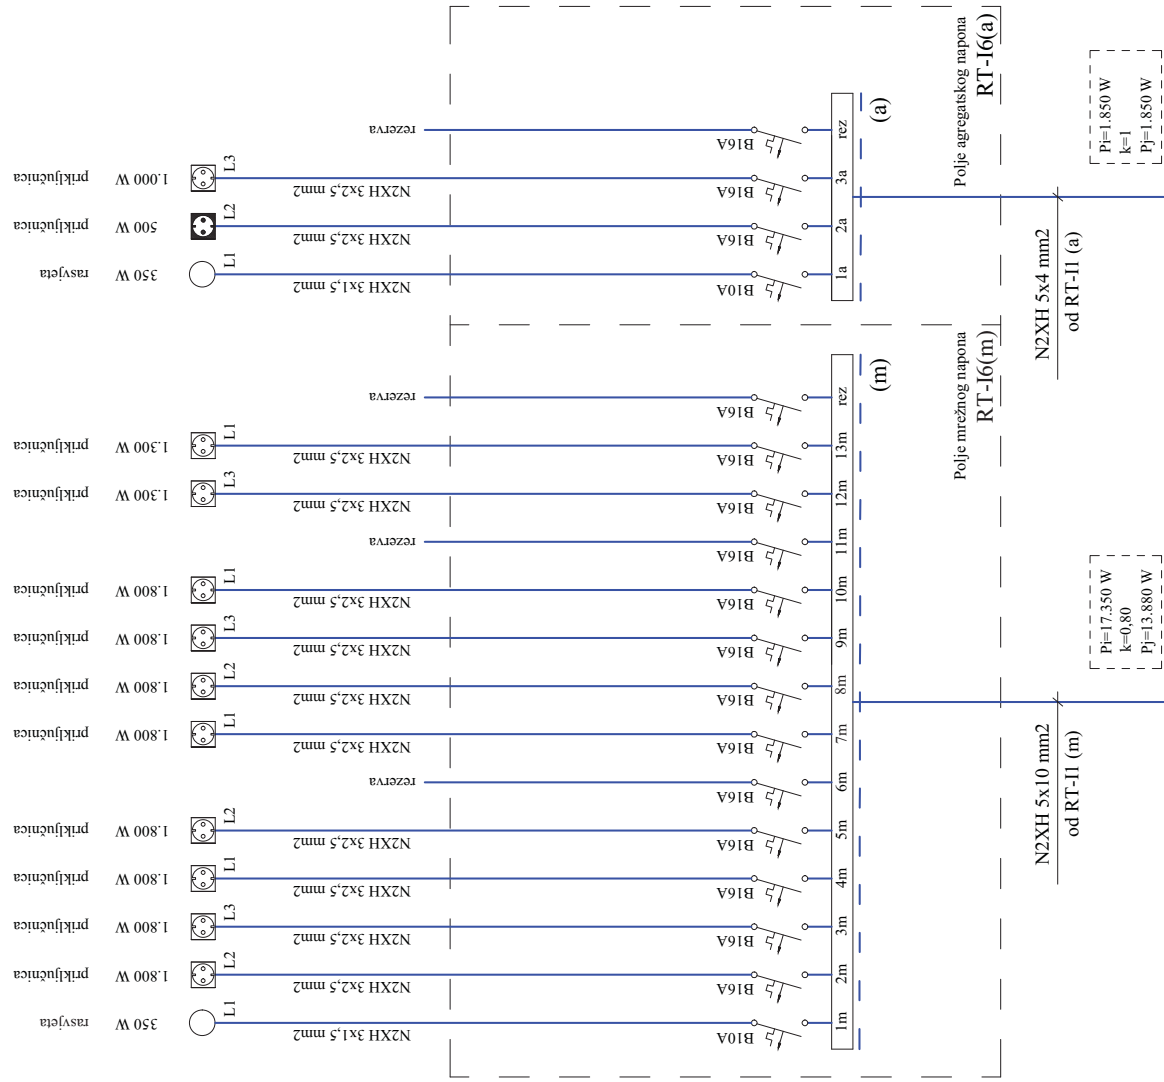 Polje agregatskog napona
RT-I6(a)
(a)
rezerva
B16A
rez
priključnica
1.000 W
L3
N2XH 3x2,5 mm2
B16A
3a
priključnica
500 W
L2
N2XH 3x2,5 mm2
B16A
2a
rasvjeta
350 W
L1
N2XH 3x1,5 mm2
B10A
1a
Pi=1.850 W
k=1
Pj=1.850 W
N2XH 5x4 mm2
od RT-I1 (a)
Polje mrežnog napona
RT-I6(m)
(m)
rezerva
B16A
rez
priključnica
1.300 W
L1
N2XH 3x2,5 mm2
B16A
13m
priključnica
1.300 W
L3
N2XH 3x2,5 mm2
B16A
12m
rezerva
B16A
11m
priključnica
1.800 W
L1
N2XH 3x2,5 mm2
B16A
10m
priključnica
1.800 W
L3
N2XH 3x2,5 mm2
B16A
9m
priključnica
1.800 W
L2
N2XH 3x2,5 mm2
B16A
8m
priključnica
1.800 W
L1
N2XH 3x2,5 mm2
B16A
7m
rezerva
B16A
6m
priključnica
1.800 W
L2
N2XH 3x2,5 mm2
B16A
5m
priključnica
1.800 W
L1
N2XH 3x2,5 mm2
B16A
4m
priključnica
1.800 W
L3
N2XH 3x2,5 mm2
B16A
3m
priključnica
1.800 W
L2
N2XH 3x2,5 mm2
B16A
2m
rasvjeta
350 W
L1
N2XH 3x1,5 mm2
B10A
1m
Pi=17.350 W
k=0,80
Pj=13.880 W
N2XH 5x10 mm2
od RT-I1 (m)